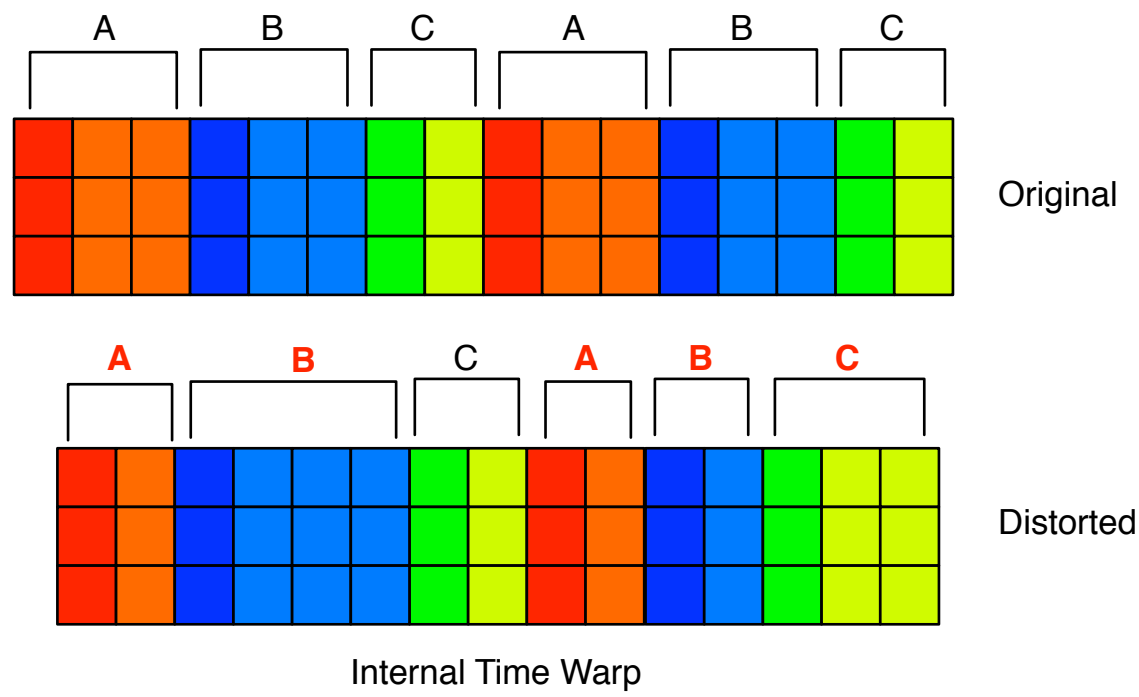 A B C A B C
Original
A B C A B C
Distorted
Internal Time Warp